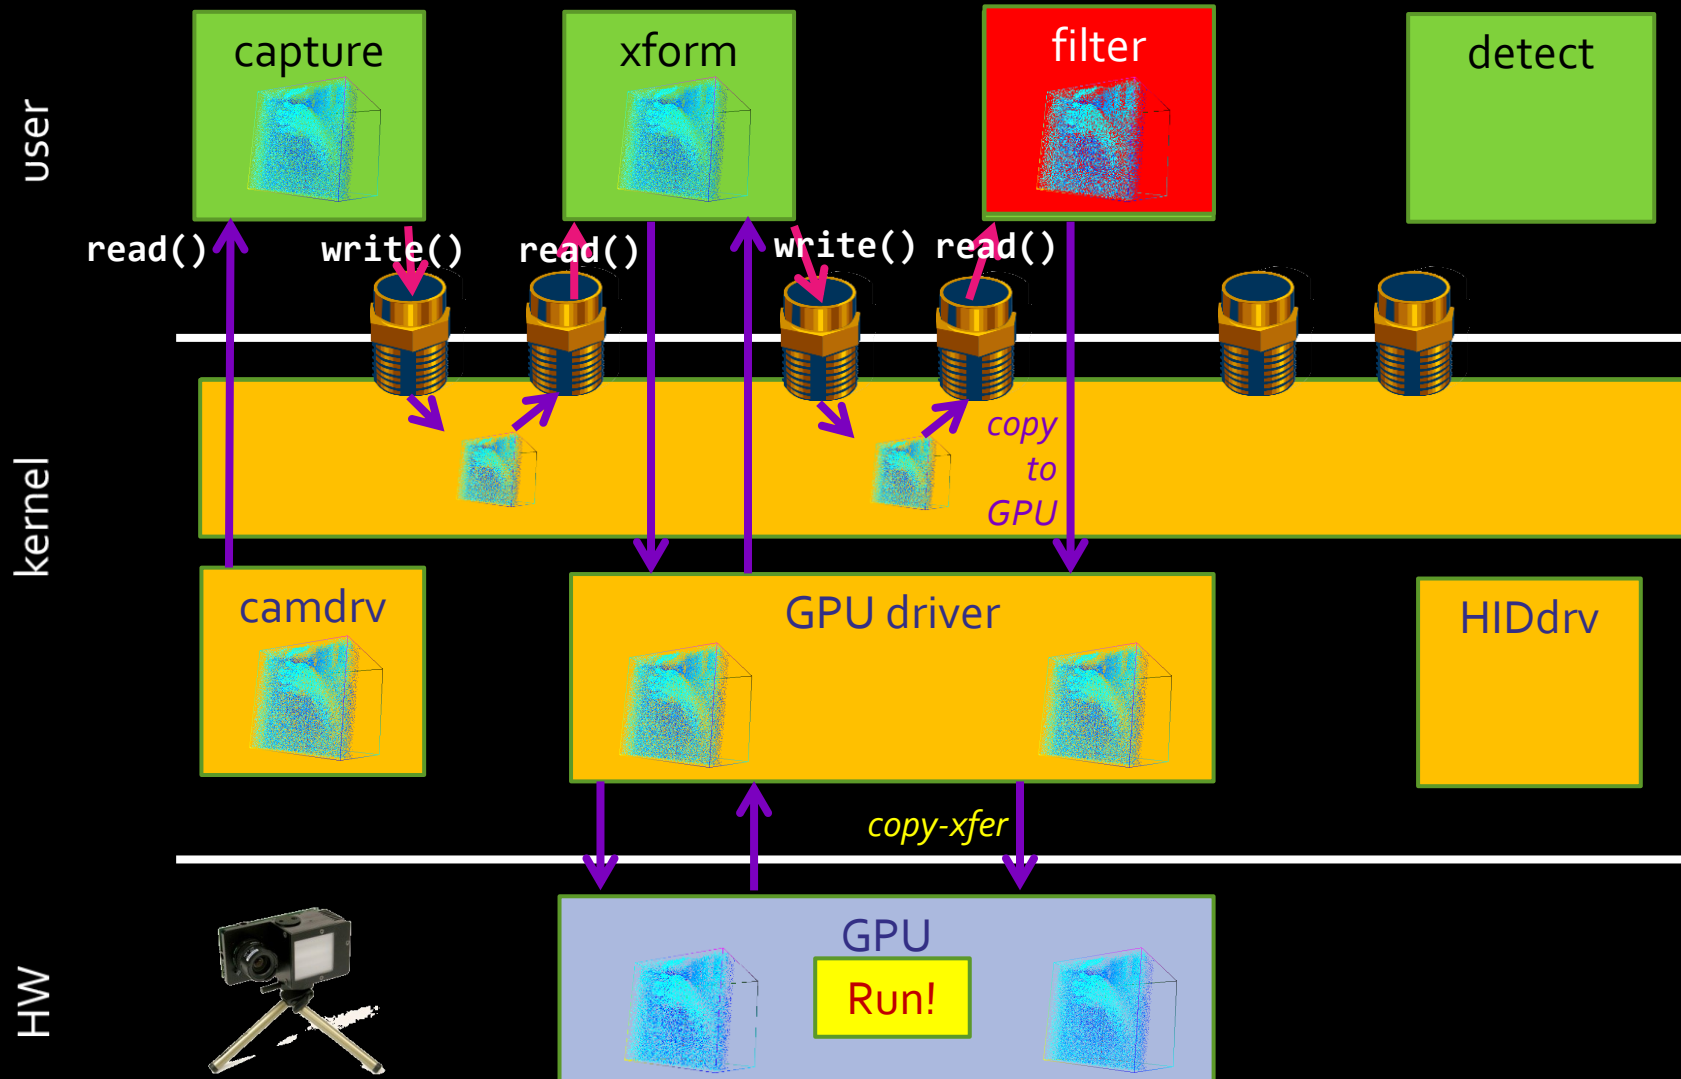 user
capture
xform
filter
detect
read()
write()
read()
write()
read()
kernel
copy
to
GPU
camdrv
GPU driver
HIDdrv
copy-xfer
HW
GPU
Run!